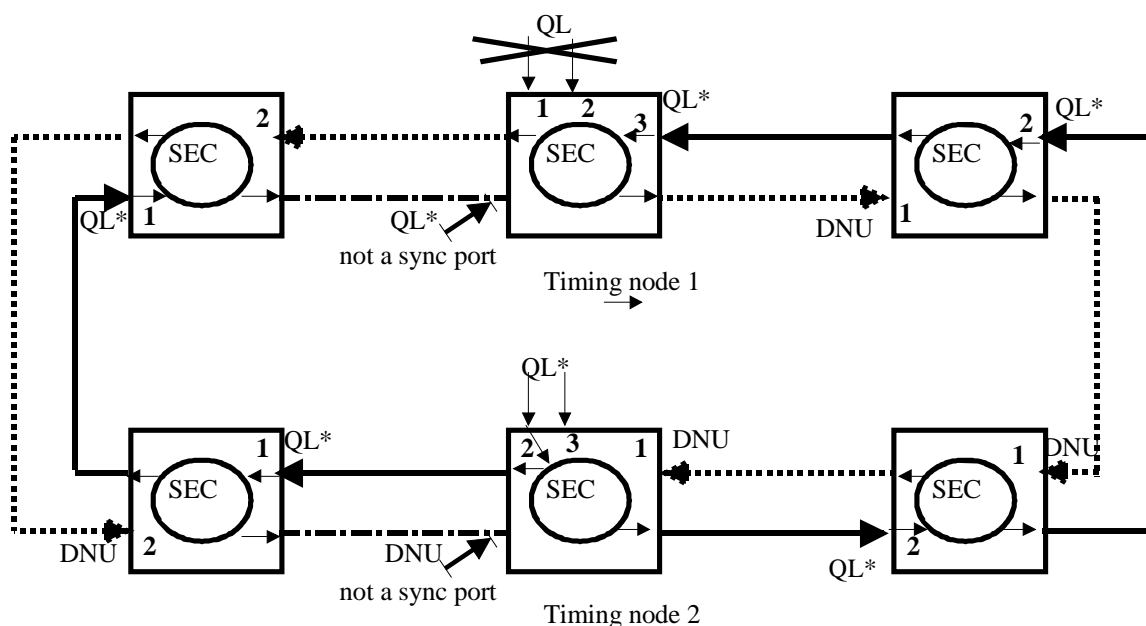 QL
1 2 QL*
2 3 QL* 2
SEC SEC SEC
QL* 1 QL* DNU 1
not a sync port
Timing node 1
QL*
1 QL* 2 3 1 DNU 1 DNU
SEC SEC SEC
DNU 2 DNU QL* 2
not a sync port
Timing node 2